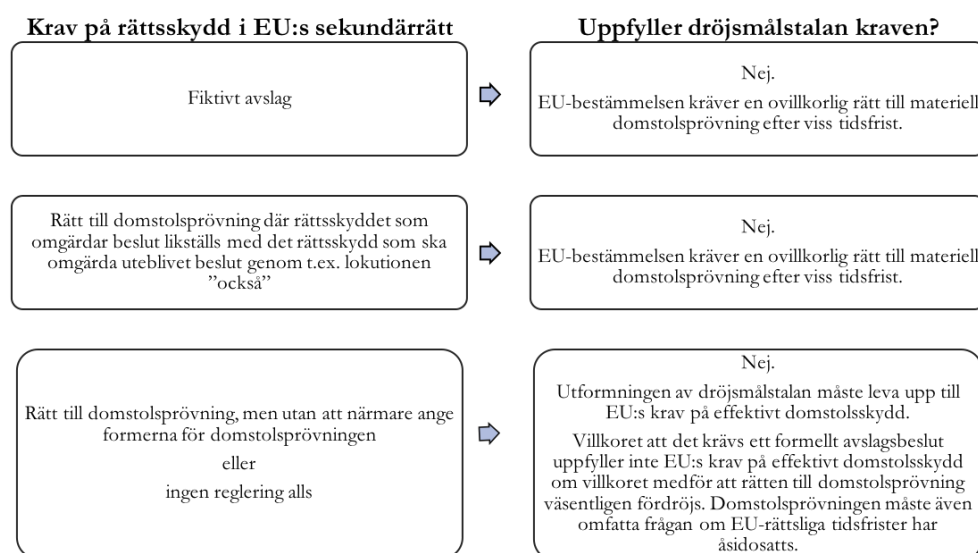 Krav på rättsskydd i EU:s sekundärrätt
Uppfyller dröjsmålstalan kraven?
Fiktivt avslag
Nej.
EU-bestämmelsen kräver en ovillkorlig rätt till materiell
domstolsprövning efter viss tidsfrist.
Rätt till domstolsprövning där rättsskyddet som
omgärdar beslut likställs med det rättsskydd som ska
omgärda uteblivet beslut genom t.ex. lokutionen
”också”
Nej.
EU-bestämmelsen kräver en ovillkorlig rätt till materiell
domstolsprövning efter viss tidsfrist.
Rätt till domstolsprövning, men utan att närmare ange
formerna för domstolsprövningen
eller
ingen reglering alls
Nej.
Utformningen av dröjsmålstalan måste leva upp till
EU:s krav på effektivt domstolsskydd.
Villkoret att det krävs ett formellt avslagsbeslut
uppfyller inte EU:s krav på effektivt domstolsskydd
om villkoret medför att rätten till domstolsprövning
väsentligen fördröjs. Domstolsprövningen måste även
omfatta frågan om EU-rättsliga tidsfrister har
åsidosatts.